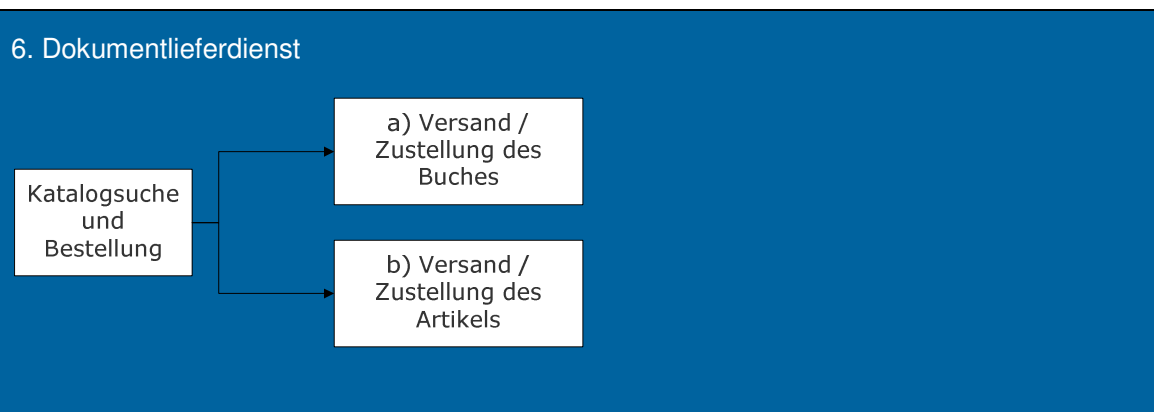 6. Dokumentlieferdienst
Katalogsuche
und
Bestellung
a) Versand /
Zustellung des
Buches
b) Versand /
Zustellung des
Artikels